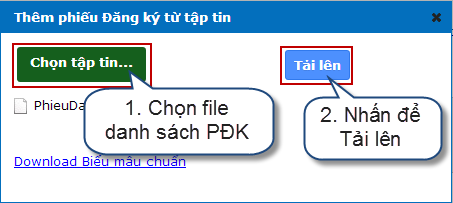 Thêm phiếu Đăng ký từ tập tin
Chọn tập tin...
Tải lên
1. Chọn file
danh sách PĐK
2. Nhấn để
Tải lên
Download Biểu mẫu chuẩn